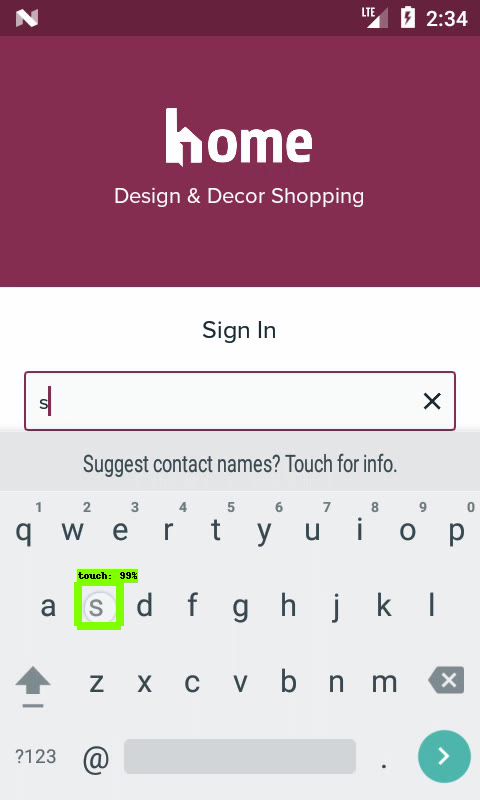 LTE 2:34
home
Design & Decor Shopping
Sign In
s
Suggest contact names? Touch for info.
1 2 3 4 5 6 7 8 9 0
q w e r t y u i o p
touch: 99%
a s d f g h j k l
z x c v b n m
?123 @ .